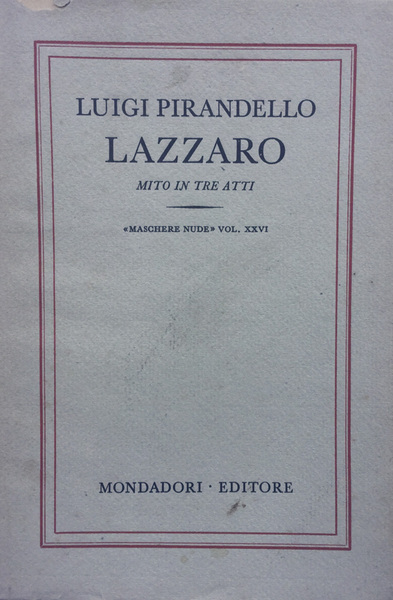 LUIGI PIRANDELLO
LAZZARO
MITO IN TRE ATTI
«MASCHERE NUDE» VOL. XXVI
MONDADORI · EDITORE